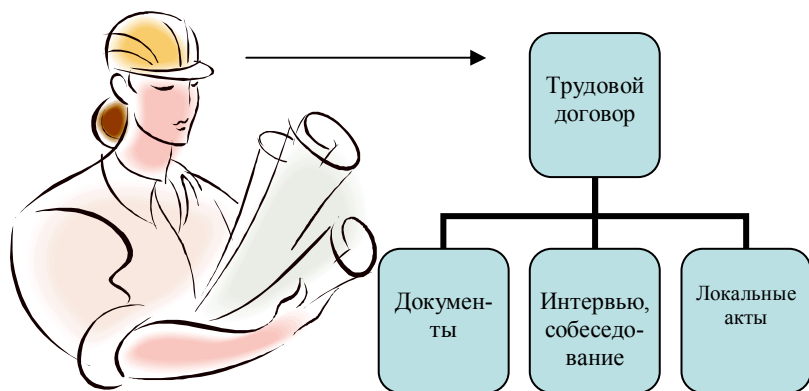 Трудовой
договор
Докумен-
ты
Интервью,
собеседо-
вание
Локальные
акты